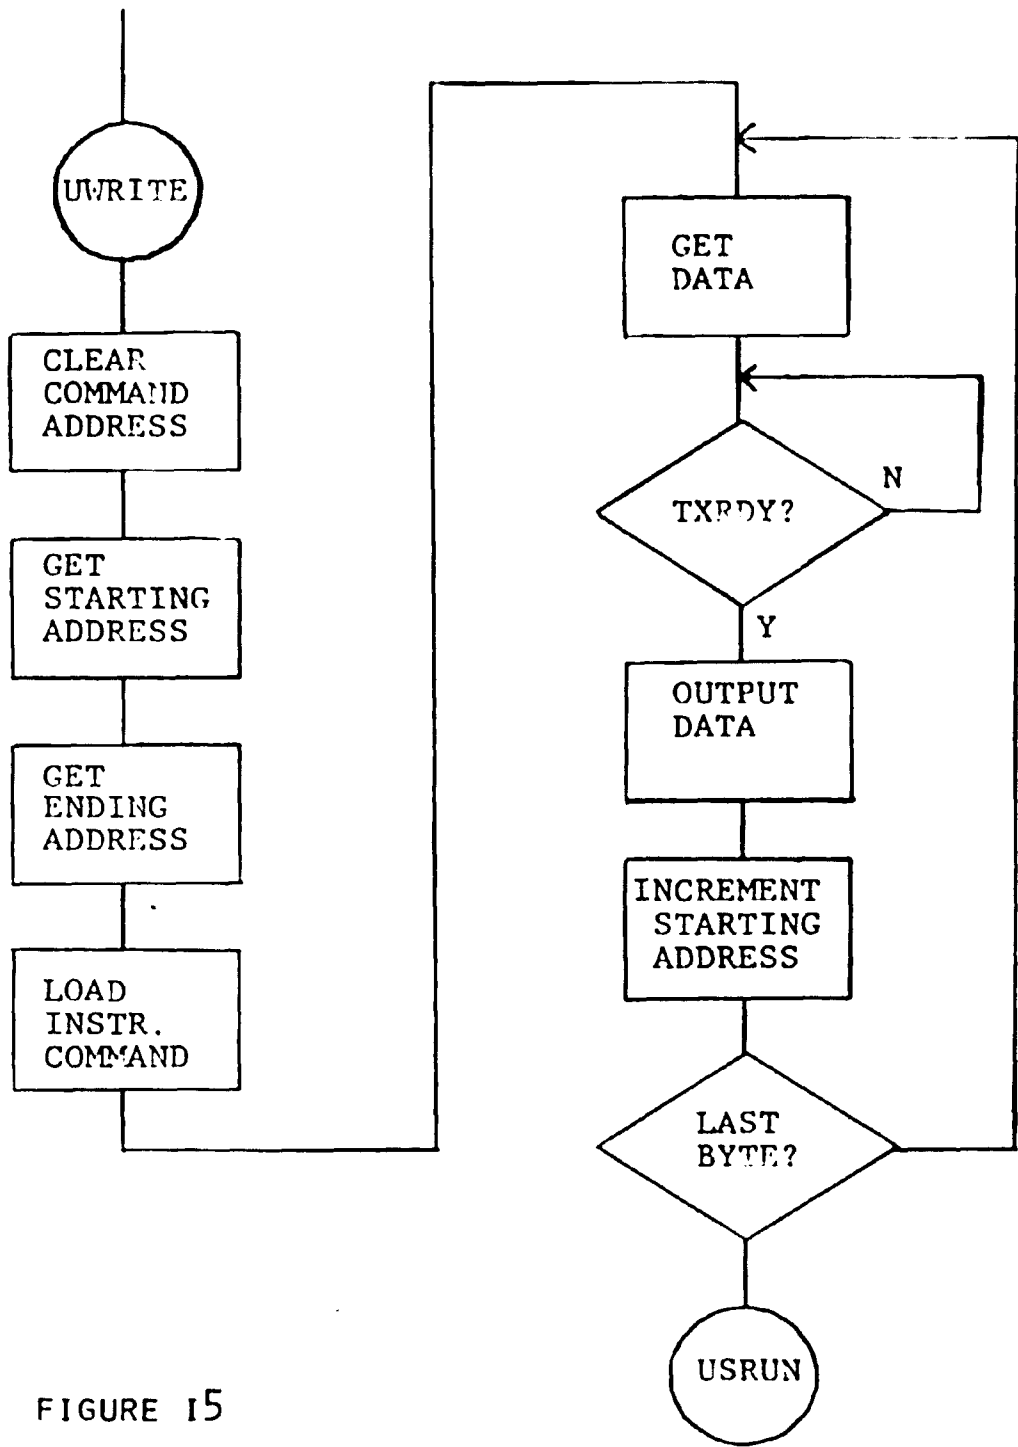 UWRITE
CLEAR
COMMAND
ADDRESS
GET
STARTING
ADDRESS
GET
ENDING
ADDRESS
LOAD
INSTR.
COMMAND
GET
DATA
TXRDY?
N
Y
OUTPUT
DATA
INCREMENT
STARTING
ADDRESS
LAST
BYTE?
USRUN
FIGURE I5